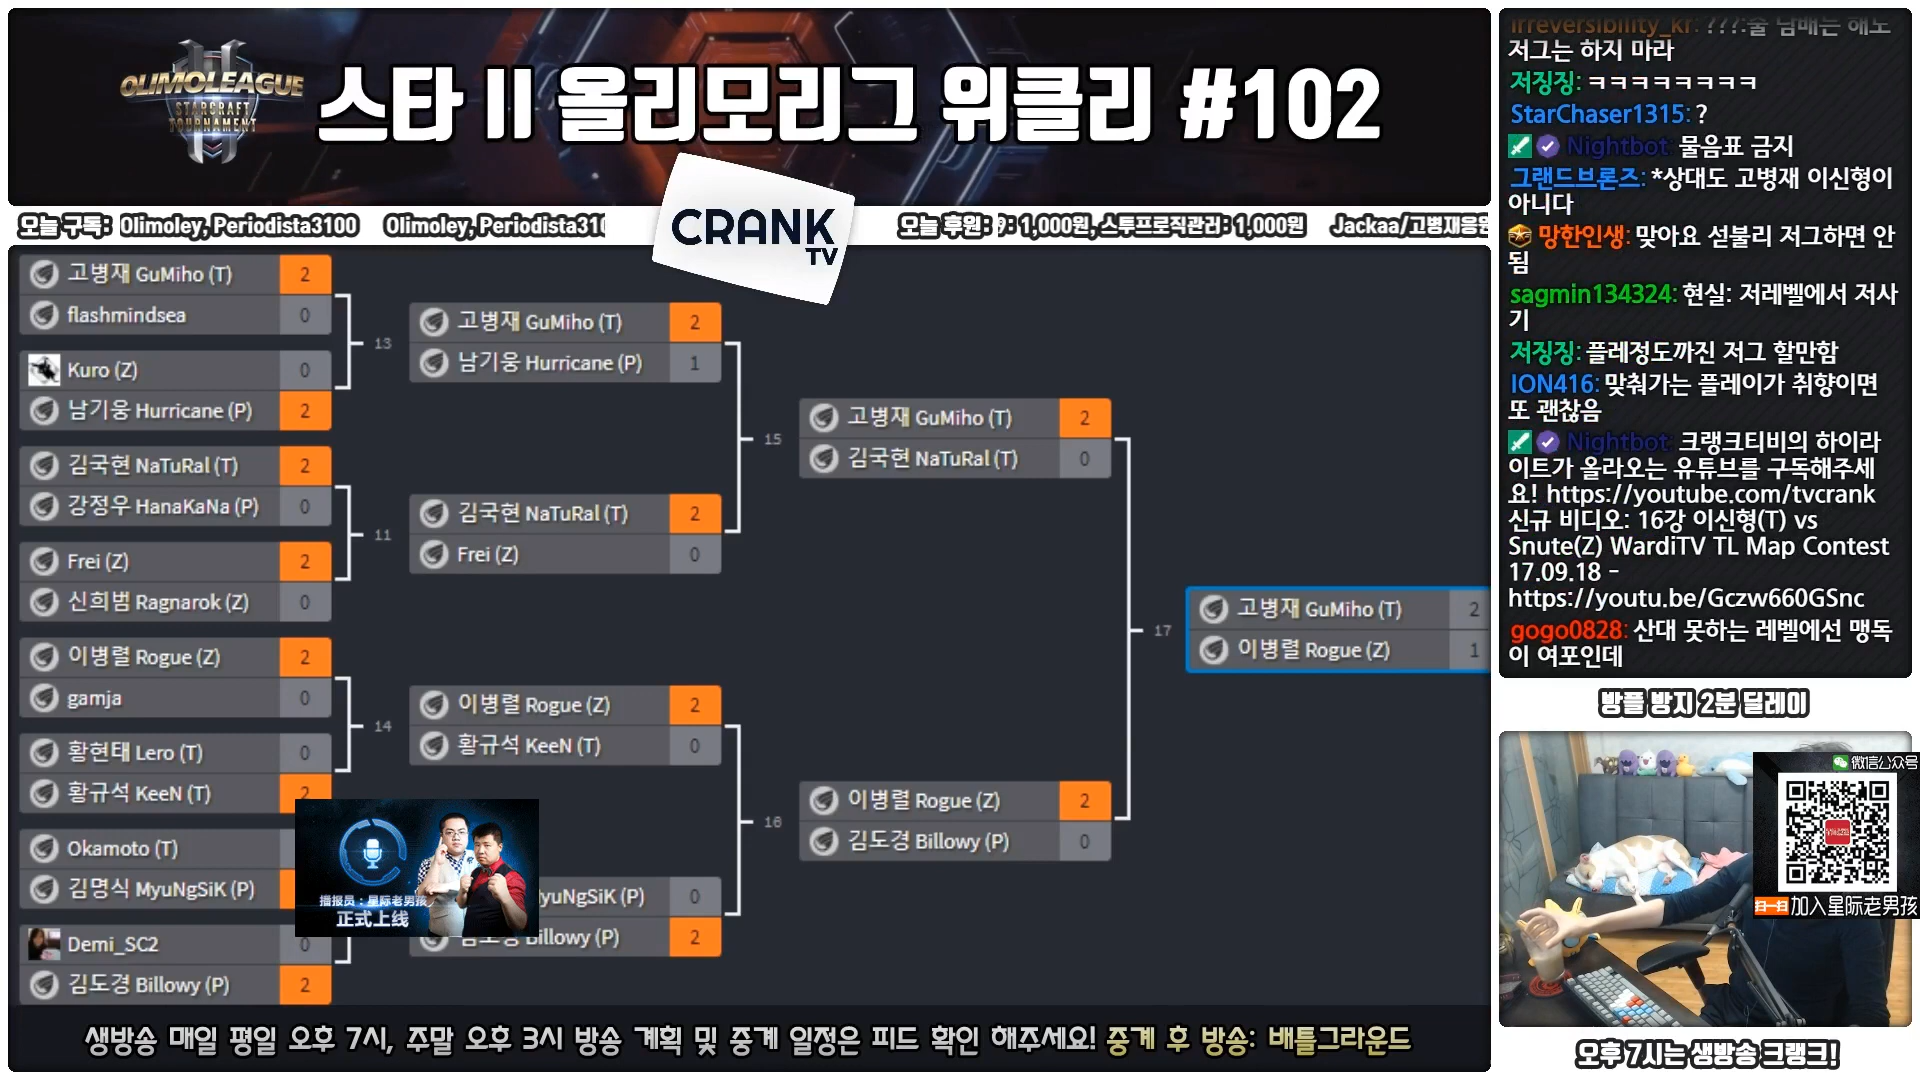 OLIMOLEAGUE
STARCRAFT
TOURNAMENT
스타 II 올리모리그 위클리 #102
오늘 구독: Olimoley, Periodista3100 Olimoley, Periodista310
CRANK
TV
오늘 후원: 9: 1,000원, 스투프로직관러: 1,000원 Jackaa/고병재응원
고병재 GuMiho (T) 2
flashmindsea 0
Kuro (Z) 0
남기웅 Hurricane (P) 2
김국현 NaTuRal (T) 2
강정우 HanaKaNa (P) 0
Frei (Z) 2
신희범 Ragnarok (Z) 0
이병렬 Rogue (Z) 2
gamja 0
황현태 Lero (T) 0
황규석 KeeN (T) 2
Okamoto (T)
김명식 MyuNgSiK (P)
Demi_SC2 0
김도경 Billowy (P) 2
13
11
14
고병재 GuMiho (T) 2
남기웅 Hurricane (P) 1
김국현 NaTuRal (T) 2
Frei (Z) 0
이병렬 Rogue (Z) 2
황규석 KeeN (T) 0
yuNgSiK (P) 0
김도경 Billowy (P) 2
15
16
고병재 GuMiho (T) 2
김국현 NaTuRal (T) 0
이병렬 Rogue (Z) 2
김도경 Billowy (P) 0
17
고병재 GuMiho (T) 2
이병렬 Rogue (Z) 1
播报员：星际老男孩
正式上线
생방송 매일 평일 오후 7시, 주말 오후 3시 방송 계획 및 중계 일정은 피드 확인 해주세요! 중계 후 방송: 배틀그라운드
irreversibility_kr: ???:술 담배는 해도
저그는 하지 마라
저징징: ㅋㅋㅋㅋㅋㅋㅋㅋ
StarChaser1315: ?
Nightbot: 물음표 금지
그랜드브론즈: *상대도 고병재 이신형이
아니다
망한인생: 맞아요 섣불리 저그하면 안
됨
sagmin134324: 현실: 저레벨에서 저사
기
저징징: 플레정도까진 저그 할만함
ION416: 맞춰가는 플레이가 취향이면
또 괜찮음
Nightbot: 크랭크티비의 하이라
이트가 올라오는 유튜브를 구독해주세
요! https://youtube.com/tvcrank
신규 비디오: 16강 이신형(T) vs
Snute(Z) WardiTV TL Map Contest
17.09.18 -
https://youtu.be/Gczw660GSnc
gogo0828: 산대 못하는 레벨에선 맹독
이 여포인데
방플 방지 2분 딜레이
微信公众号
扫一扫 加入星际老男孩
오후 7시는 생방송 크랭크!